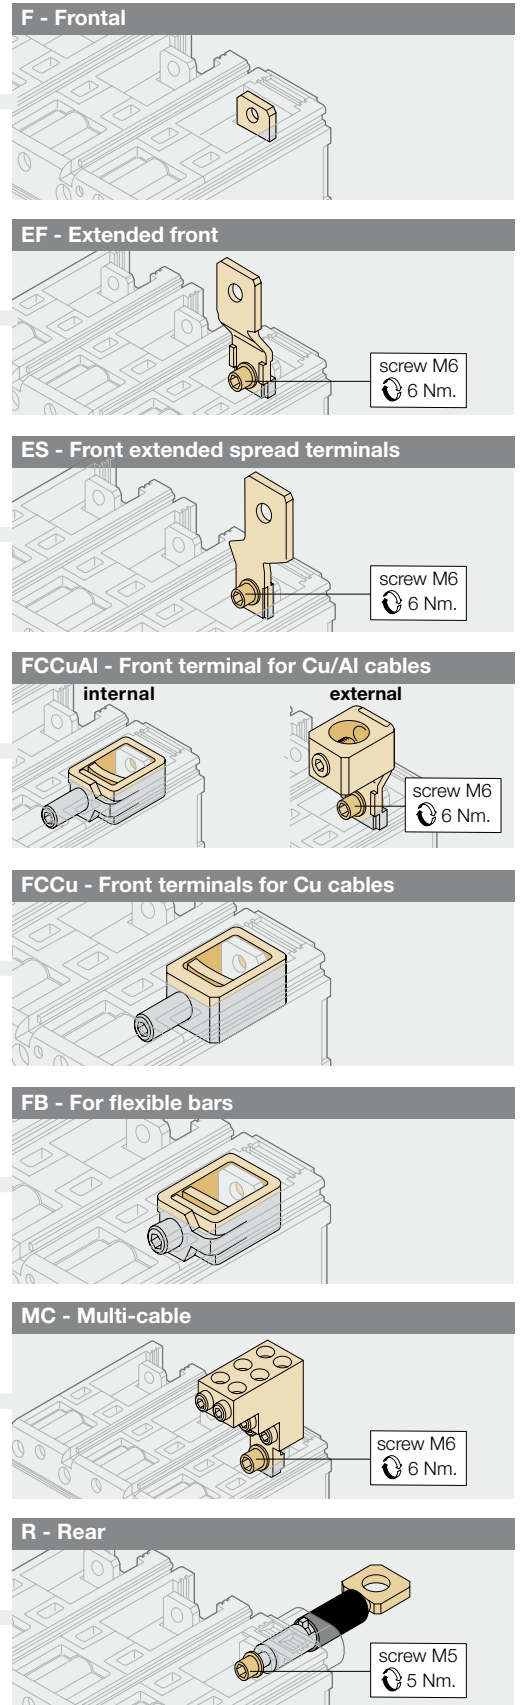 F - Frontal
EF - Extended front
screw M6
6 Nm.
ES - Front extended spread terminals
screw M6
6 Nm.
FCCuAl - Front terminal for Cu/Al cables
internal
external
screw M6
6 Nm.
FCCu - Front terminals for Cu cables
FB - For flexible bars
MC - Multi-cable
screw M6
6 Nm.
R - Rear
screw M5
5 Nm.